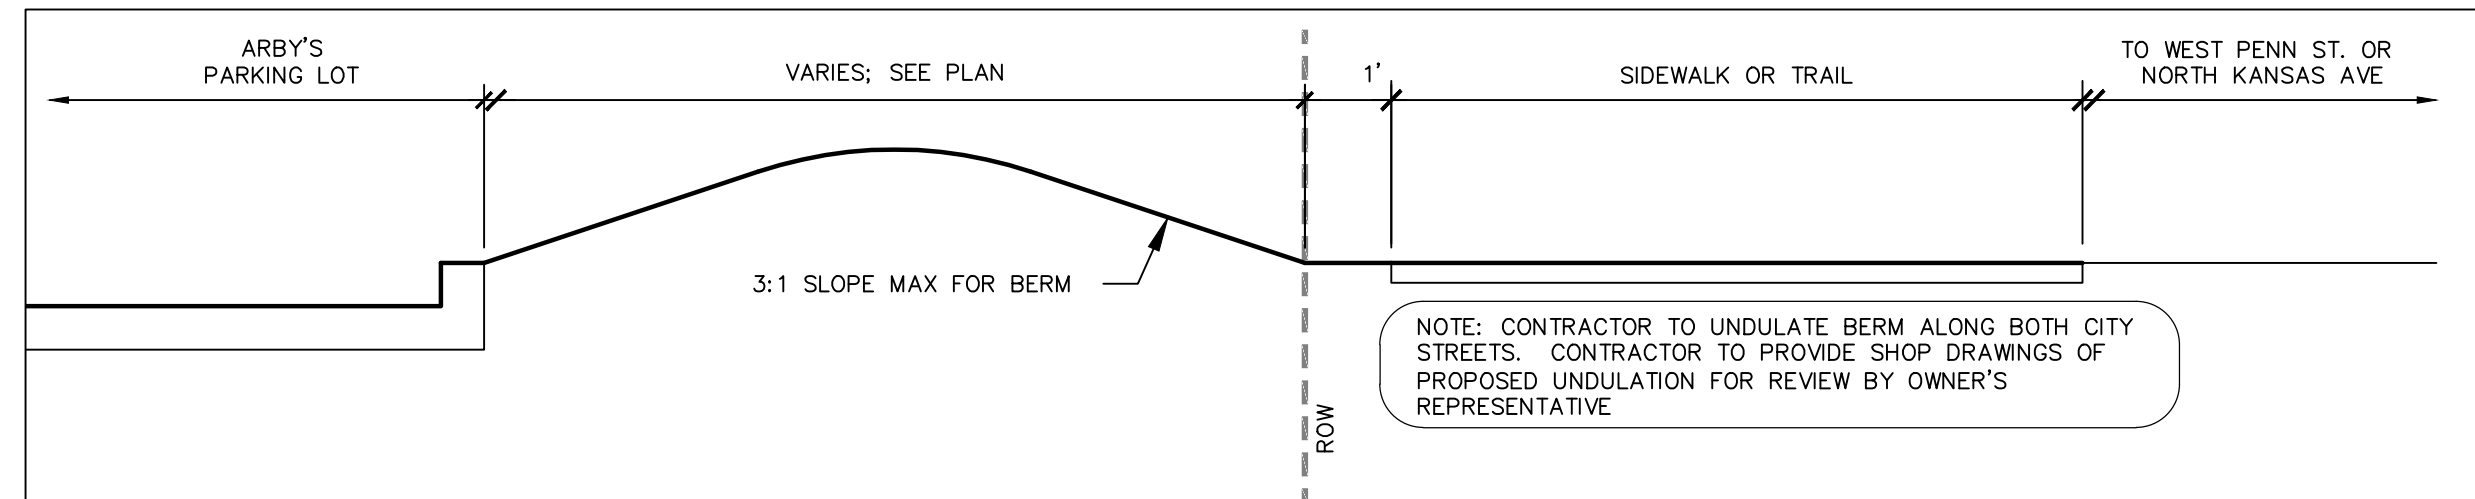 ARBY'S
PARKING LOT
VARIES; SEE PLAN
1'
SIDEWALK OR TRAIL
TO WEST PENN ST. OR
NORTH KANSAS AVE
3:1 SLOPE MAX FOR BERM
NOTE: CONTRACTOR TO UNDULATE BERM ALONG BOTH CITY
STREETS. CONTRACTOR TO PROVIDE SHOP DRAWINGS OF
PROPOSED UNDULATION FOR REVIEW BY OWNER'S
REPRESENTATIVE
ROW